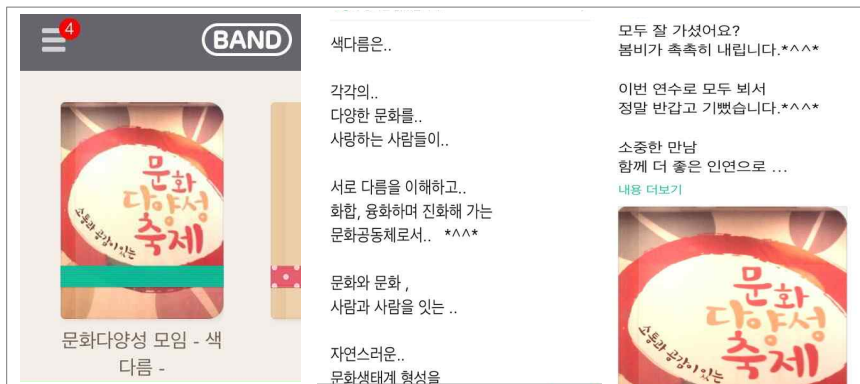 4
BAND
문화
다양성
축제
소통과 공감이 있는
문화다양성 모임 - 색
다름 -
색다름은..
각각의..
다양한 문화를..
사랑하는 사람들이..
서로 다름을 이해하고..
화합, 융화하며 진화해 가는
문화공동체로서.. *^^*
문화와 문화 ,
사람과 사람을 잇는 ..
자연스러운..
문화생태계 형성을
모두 잘 가셨어요?
봄비가 촉촉히 내립니다.*^^*
이번 연수로 모두 뵈서
정말 반갑고 기뻤습니다.*^^*
소중한 만남
함께 더 좋은 인연으로 ...
내용 더보기
문화
다양성
축제
소통과 공감이 있는